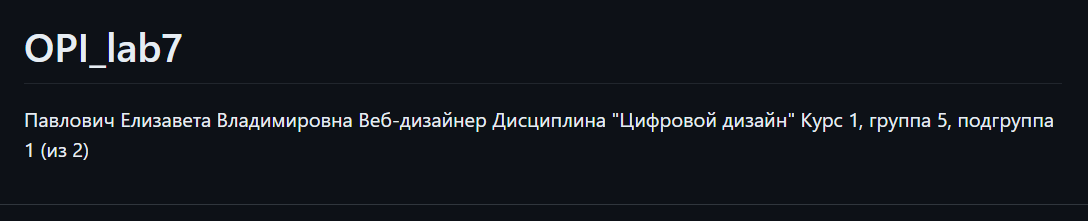 OPI_lab7
Павлович Елизавета Владимировна Веб-дизайнер Дисциплина "Цифровой дизайн" Курс 1, группа 5, подгруппа
1 (из 2)